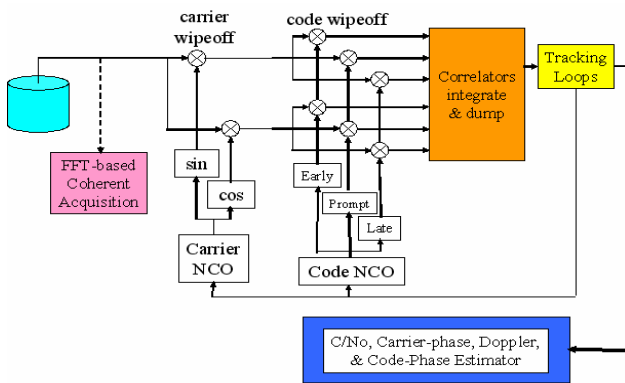 carrier
wipeoff
code wipeoff
Correlators
integrate
& dump
Tracking
Loops
FFT-based
Coherent
Acquisition
sin
cos
Early
Prompt
Late
Carrier
NCO
Code NCO
C/No, Carrier-phase, Doppler,
& Code-Phase Estimator